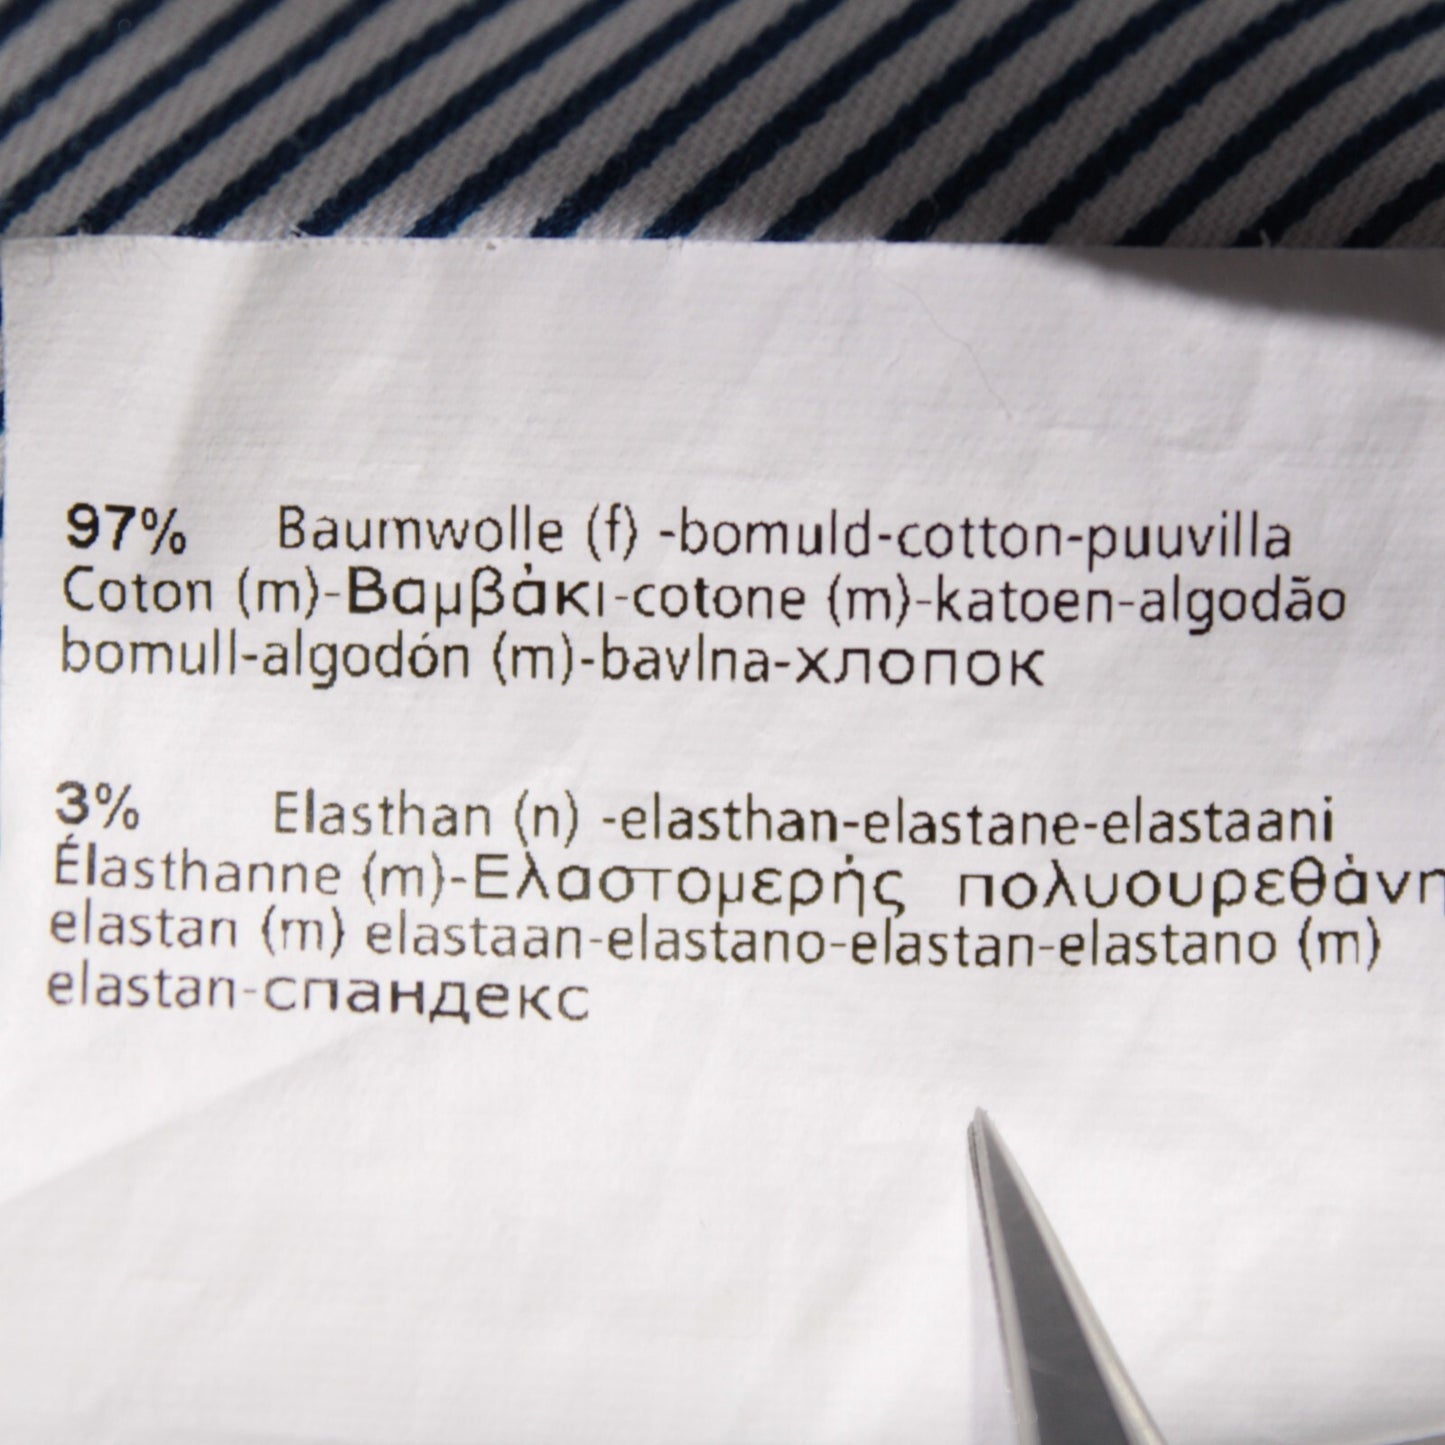 97% Baumwolle (f) -bomuld-cotton-puuvilla
Coton (m)-Βαμβάκι-cotone (m)-katoen-algodão
bomull-algodón (m)-bavlna-хлопок
3% Elasthan (n) -elasthan-elastane-elastaani
Élasthanne (m)-Ελαστομερής πολυουρεθάνη
elastan (m) elastaan-elastano-elastan-elastano (m)
elastan-спандекс